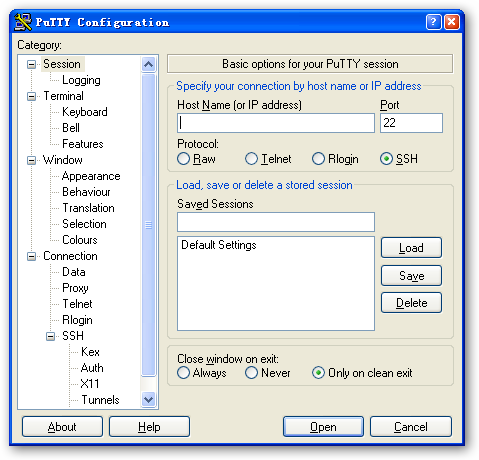 PuTTY Configuration
Category:
Session
Logging
Terminal
Keyboard
Bell
Features
Window
Appearance
Behaviour
Translation
Selection
Colours
Connection
Data
Proxy
Telnet
Rlogin
SSH
Kex
Auth
X11
Tunnels
Basic options for your PuTTY session
Specify your connection by host name or IP address
Host Name (or IP address) Port
22
Protocol:
Raw Telnet Rlogin SSH
Load, save or delete a stored session
Saved Sessions
Default Settings
Load
Save
Delete
Close window on exit:
Always Never Only on clean exit
About Help Open Cancel